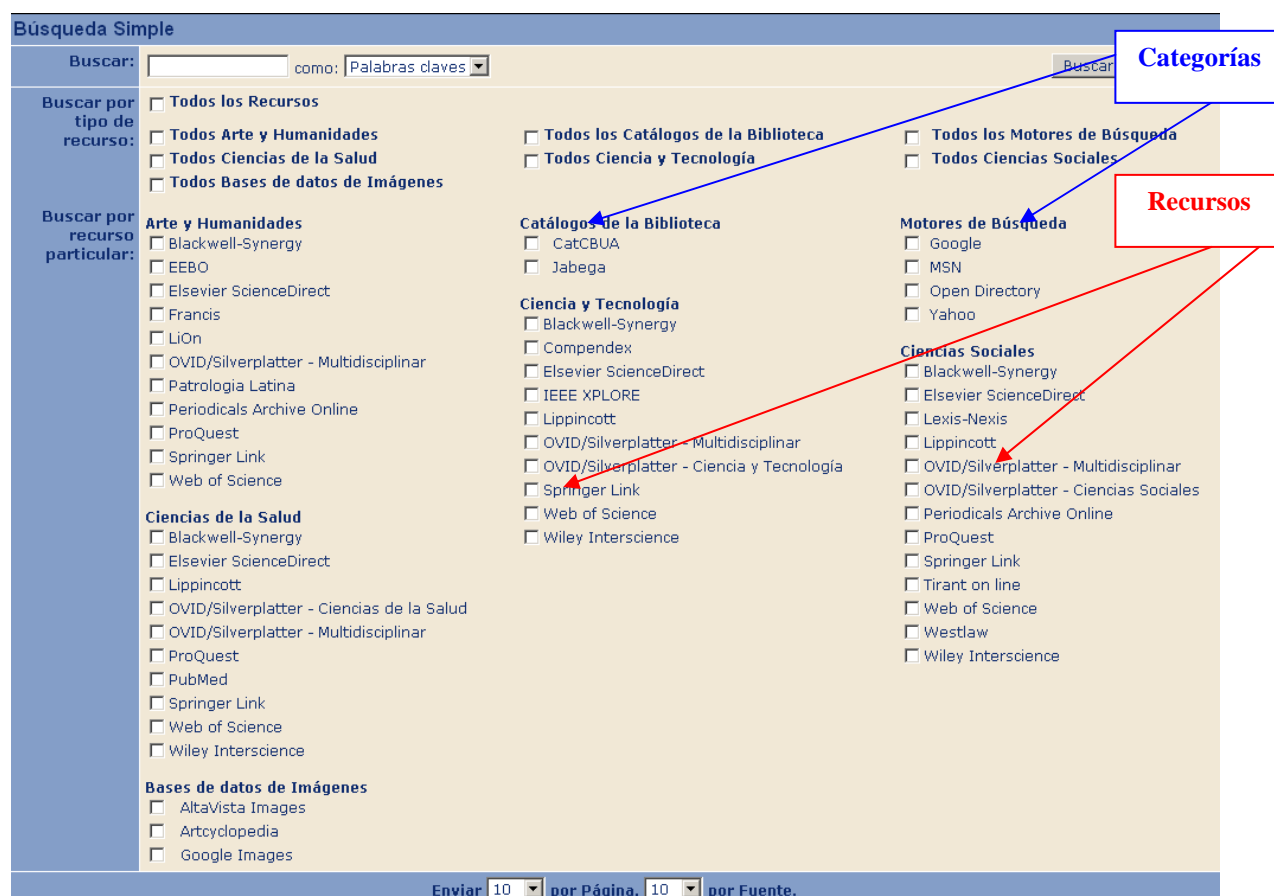 Búsqueda Simple
Buscar:
como: Palabras claves
Buscar
Categorías
Buscar por tipo de recurso:
Todos los Recursos
Todos Arte y Humanidades
Todos los Catálogos de la Biblioteca
Todos los Motores de Búsqueda
Todos Ciencias de la Salud
Todos Ciencia y Tecnología
Todos Ciencias Sociales
Todos Bases de datos de Imágenes
Recursos
Buscar por recurso particular:
Arte y Humanidades
Blackwell-Synergy
EEBO
Elsevier ScienceDirect
Francis
LiOn
OVID/Silverplatter - Multidisciplinar
Patrologia Latina
Periodicals Archive Online
ProQuest
Springer Link
Web of Science
Ciencias de la Salud
Blackwell-Synergy
Elsevier ScienceDirect
Lippincott
OVID/Silverplatter - Ciencias de la Salud
OVID/Silverplatter - Multidisciplinar
ProQuest
PubMed
Springer Link
Web of Science
Wiley Interscience
Bases de datos de Imágenes
AltaVista Images
Artcyclopedia
Google Images
Catálogos de la Biblioteca
CatCBUA
Jabega
Ciencia y Tecnología
Blackwell-Synergy
Compendex
Elsevier ScienceDirect
IEEE XPLORE
Lippincott
OVID/Silverplatter - Multidisciplinar
OVID/Silverplatter - Ciencia y Tecnología
Springer Link
Web of Science
Wiley Interscience
Motores de Búsqueda
Google
MSN
Open Directory
Yahoo
Ciencias Sociales
Blackwell-Synergy
Elsevier ScienceDirect
Lexis-Nexis
Lippincott
OVID/Silverplatter - Multidisciplinar
OVID/Silverplatter - Ciencias Sociales
Periodicals Archive Online
ProQuest
Springer Link
Tirant on line
Web of Science
Westlaw
Wiley Interscience
Enviar 10 por Página. 10 por Fuente.